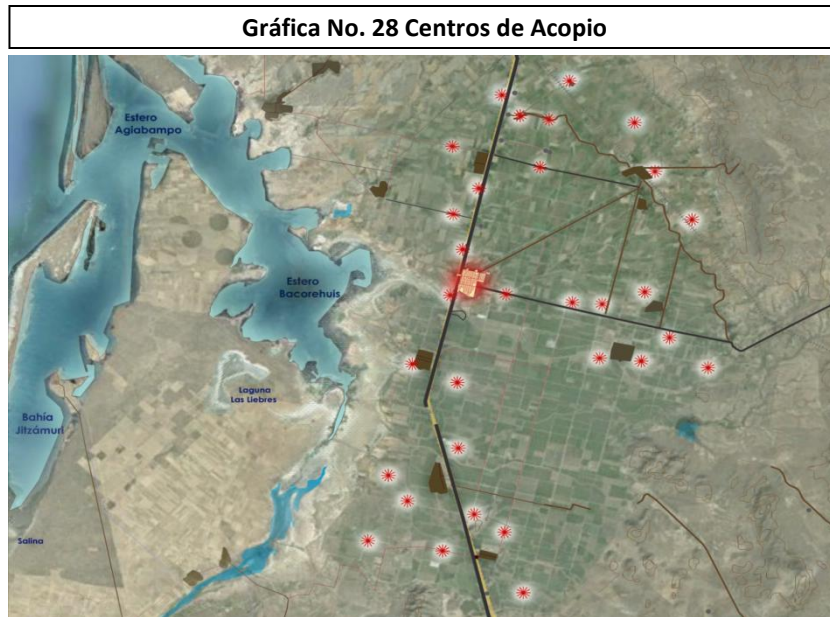 Gráfica No. 28 Centros de Acopio
Estero
Agiabampo
Estero
Bacorehuis
Laguna
Las Liebres
Bahía
Jitzámuri
Salina